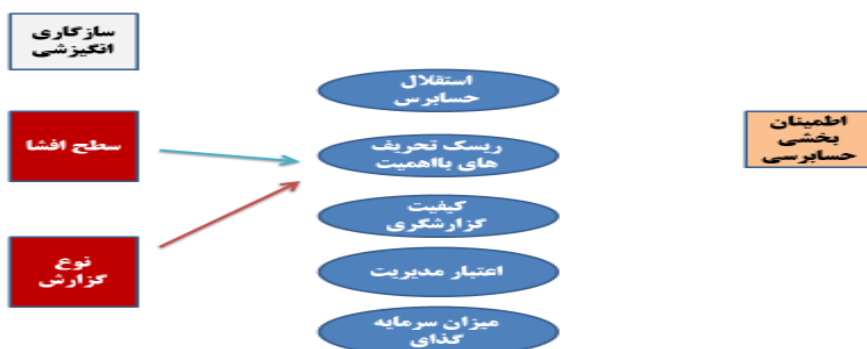 سازگاری
انگیزشی
استقلال
حسابرس
سطح افشا
ریسک تحریف
های بااهمیت
اطمینان
بخشی
حسابرسی
کیفیت
گزارشگری
نوع
گزارش
اعتبار مدیریت
میزان سرمایه
گذای